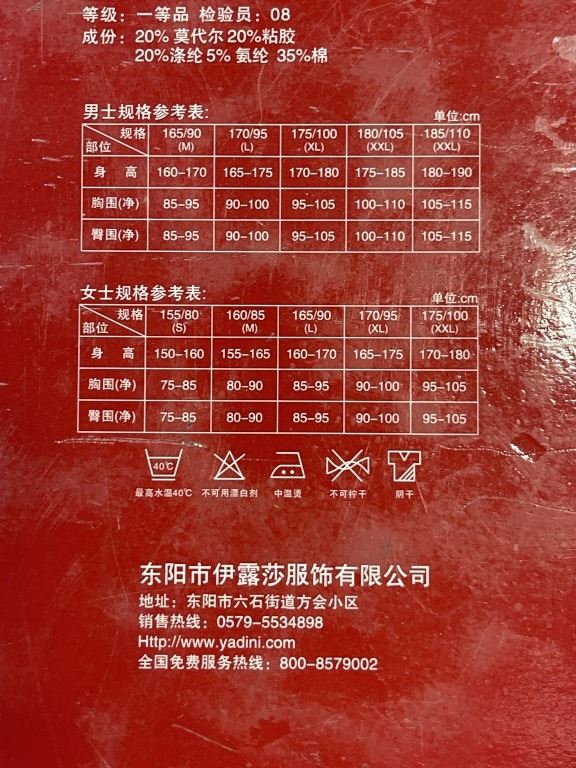 等级：一等品 检验员：08
成份：20% 莫代尔 20%粘胶
20%涤纶 5% 氨纶 35%棉
男士规格参考表:
单位:cm
规格 部位 165/90 (M) 170/95 (L) 175/100 (XL) 180/105 (XXL) 185/110 (XXL)
身 高 160-170 165-175 170-180 175-185 180-190
胸围(净) 85-95 90-100 95-105 100-110 105-115
臀围(净) 85-95 90-100 95-105 100-110 105-115
女士规格参考表:
单位:cm
规格 部位 155/80 (S) 160/85 (M) 165/90 (L) 170/95 (XL) 175/100 (XXL)
身 高 150-160 155-165 160-170 165-175 170-180
胸围(净) 75-85 80-90 85-95 90-100 95-105
臀围(净) 75-85 80-90 85-95 90-100 95-105
40℃
最高水温40℃ 不可用漂白剂 中温烫 不可拧干 阴干
东阳市伊露莎服饰有限公司
地址：东阳市六石街道方会小区
销售热线：0579-5534898
Http://www.yadini.com
全国免费服务热线：800-8579002